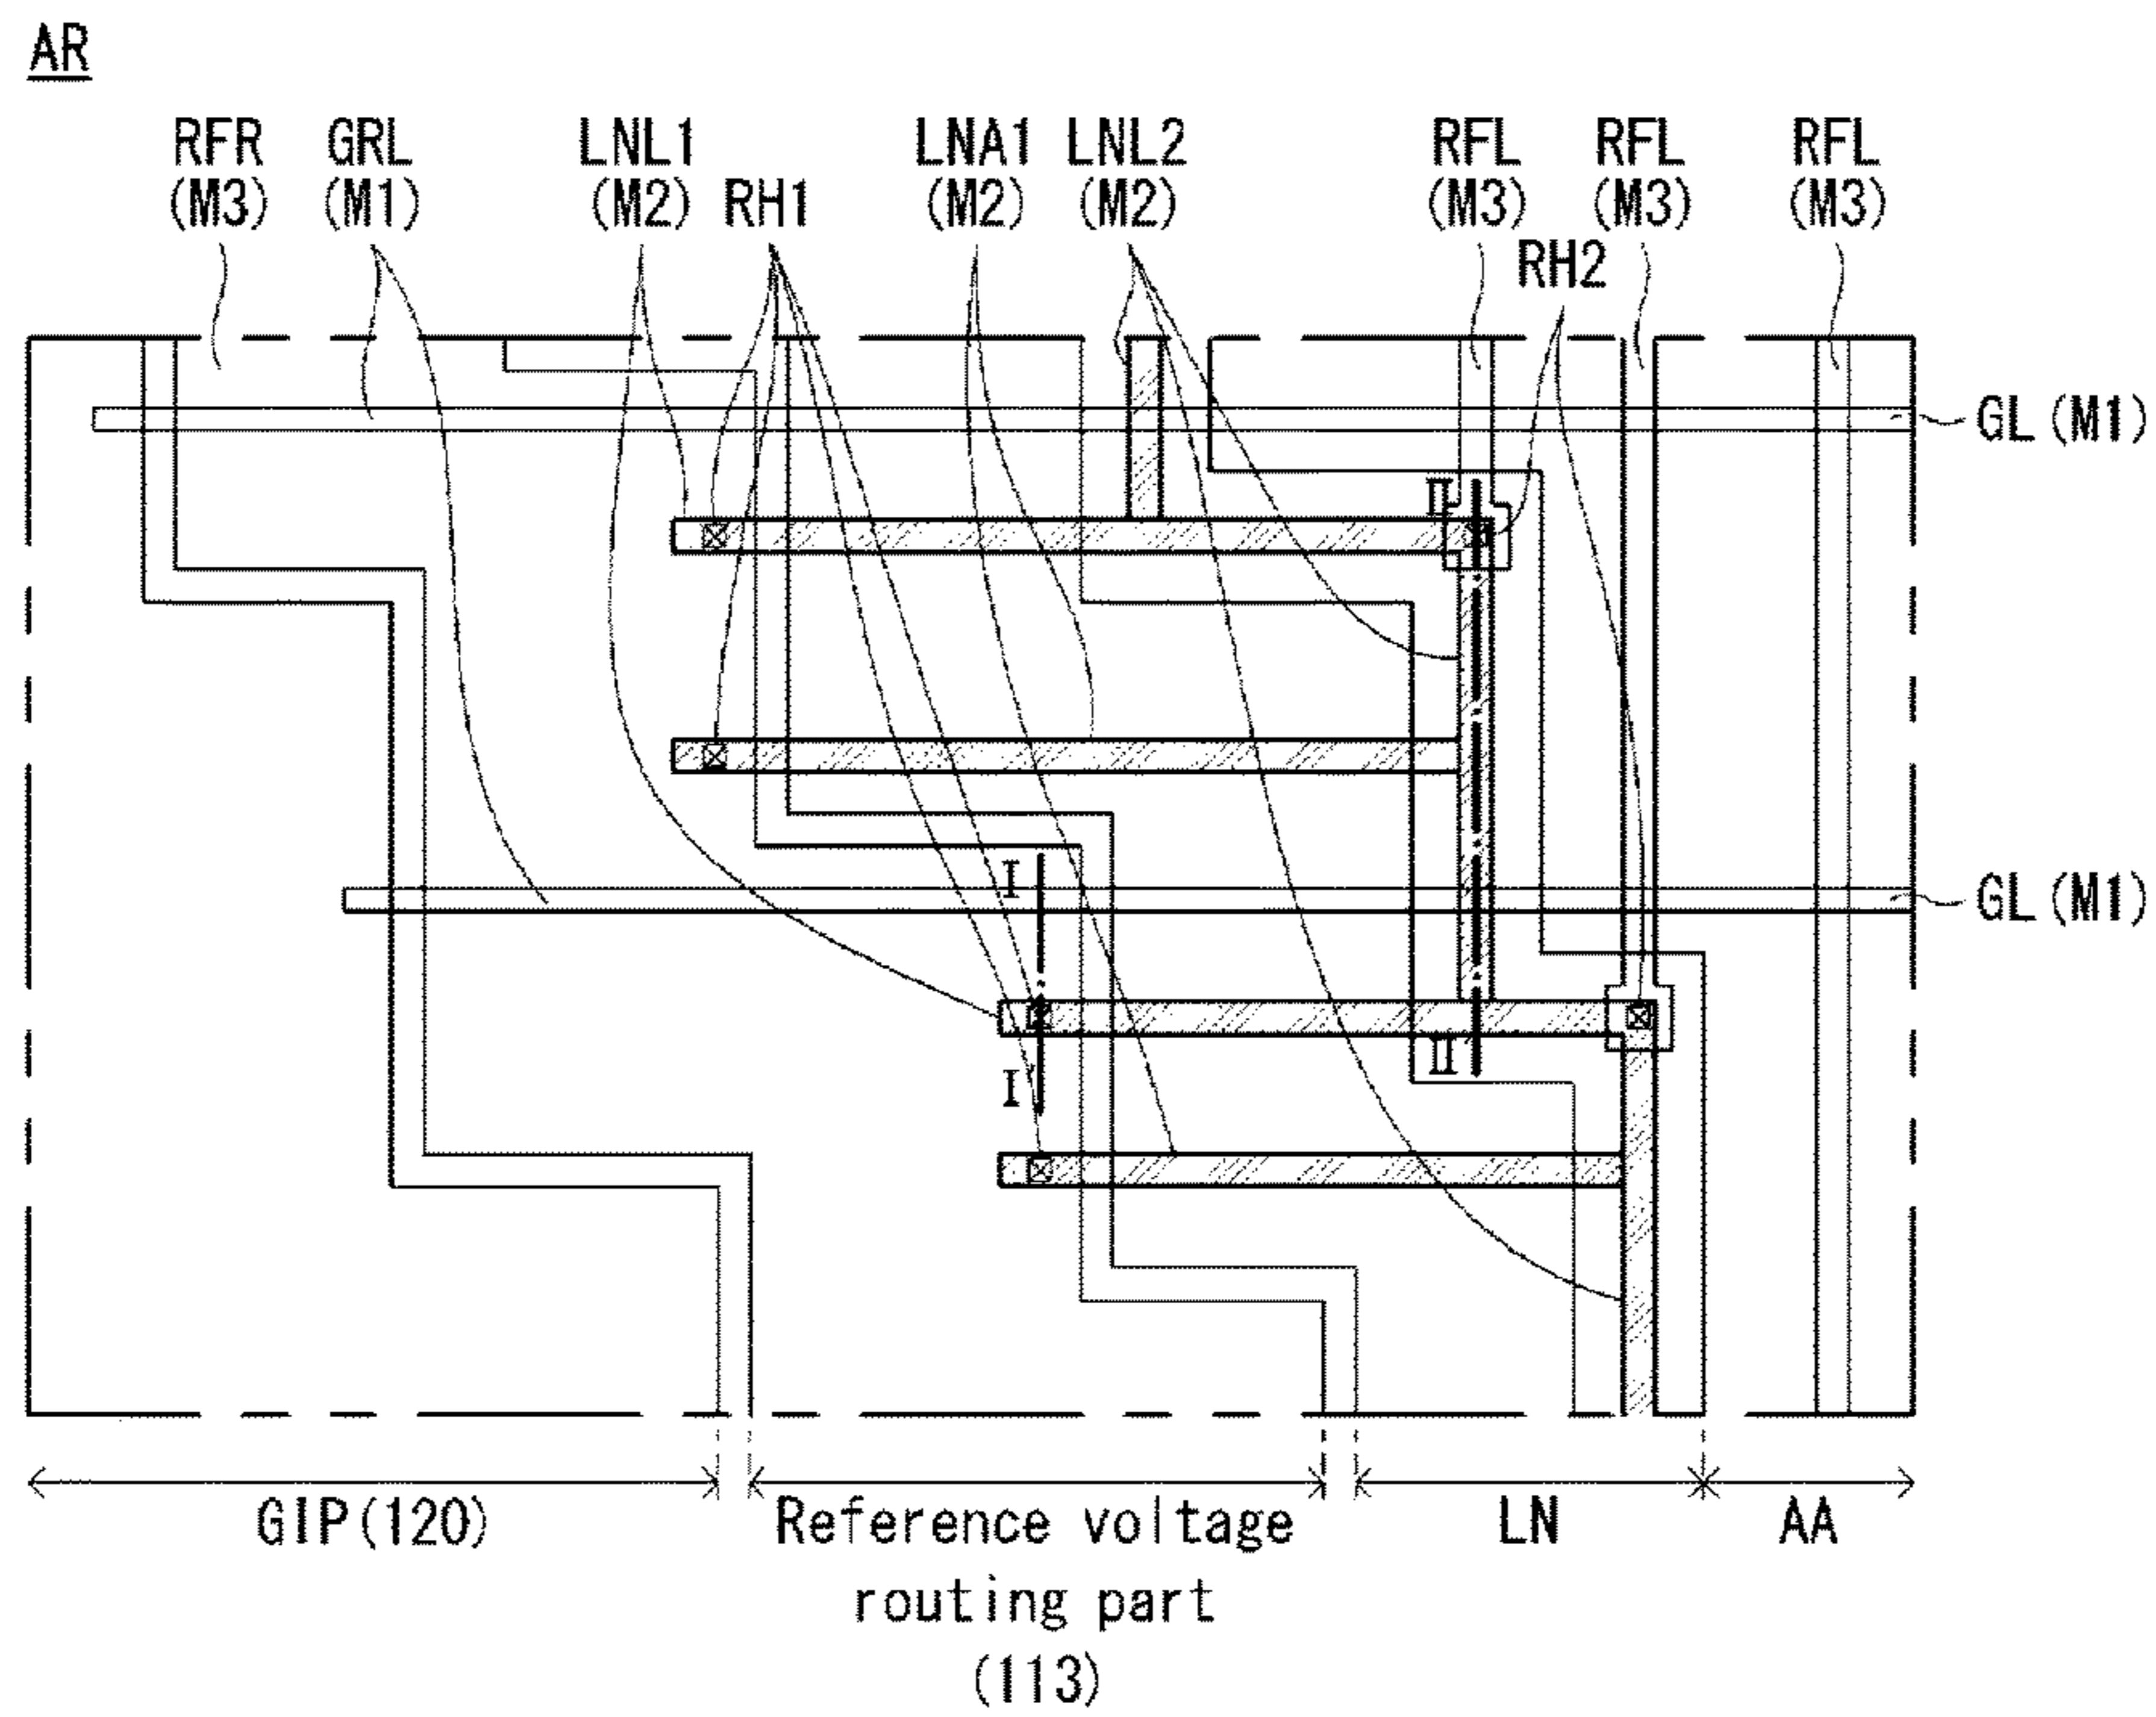 AR
RFR GRL LNL1 LNA1 LNL2 RFL RFL RFL
(M3) (M1) (M2) RH1 (M2) (M2) (M3) (M3) (M3)
RH2
GL(M1)
II
I
GL(M1)
II'
I'
GIP(120) Reference voltage LN AA
routing part
(113)